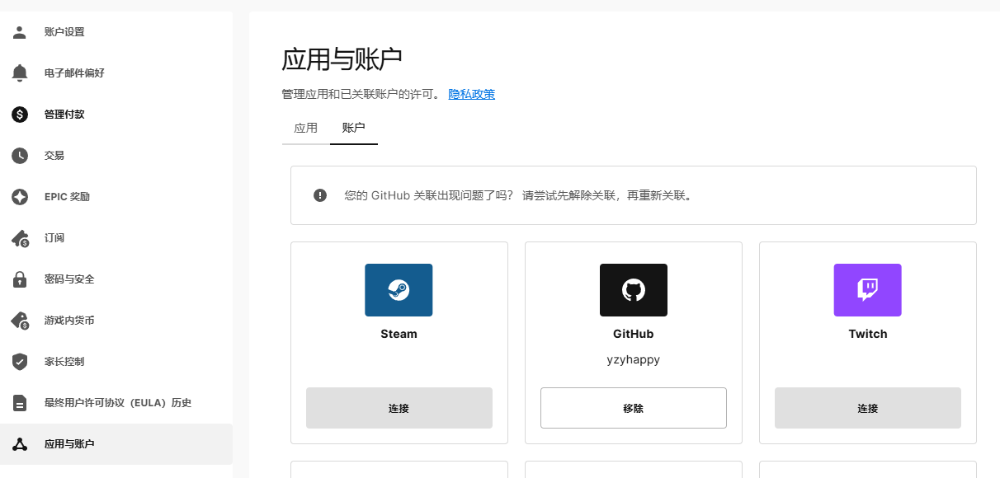 账户设置
电子邮件偏好
管理付款
交易
EPIC 奖励
订阅
密码与安全
游戏内货币
家长控制
最终用户许可协议（EULA）历史
应用与账户
应用与账户
管理应用和已关联账户的许可。 隐私政策
应用 账户
您的 GitHub 关联出现问题了吗？ 请尝试先解除关联，再重新关联。
Steam
连接
GitHub
yzyhappy
移除
Twitch
连接